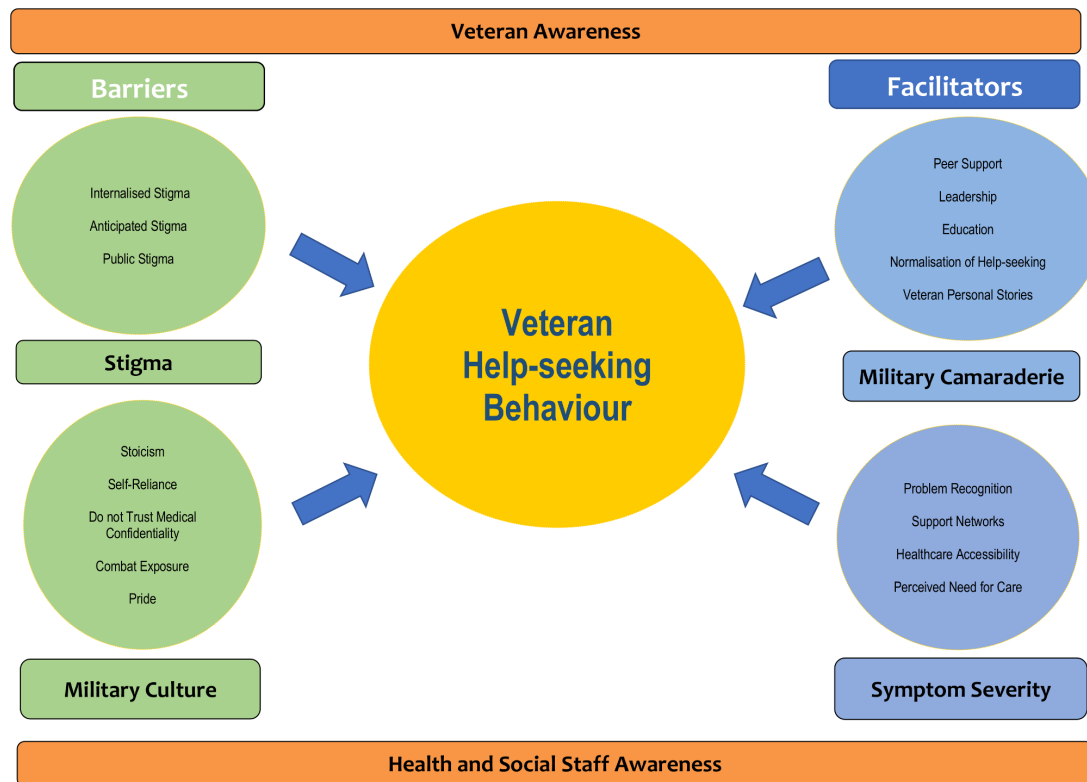 Veteran Awareness
Barriers
Facilitators
Internalised Stigma
Anticipated Stigma
Public Stigma
Stigma
Stoicism
Self-Reliance
Do not Trust Medical
Confidentiality
Combat Exposure
Pride
Military Culture
Veteran
Help-seeking
Behaviour
Peer Support
Leadership
Education
Normalisation of Help-seeking
Veteran Personal Stories
Military Camaraderie
Problem Recognition
Support Networks
Healthcare Accessibility
Perceived Need for Care
Symptom Severity
Health and Social Staff Awareness